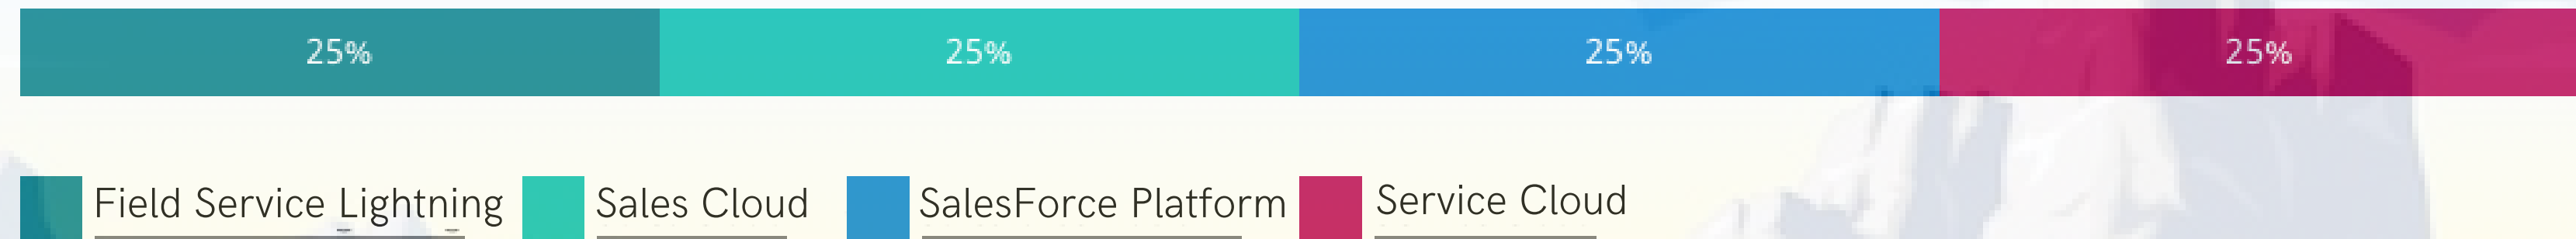 25% 25% 25% 25%
Field Service Lightning Sales Cloud SalesForce Platform Service Cloud